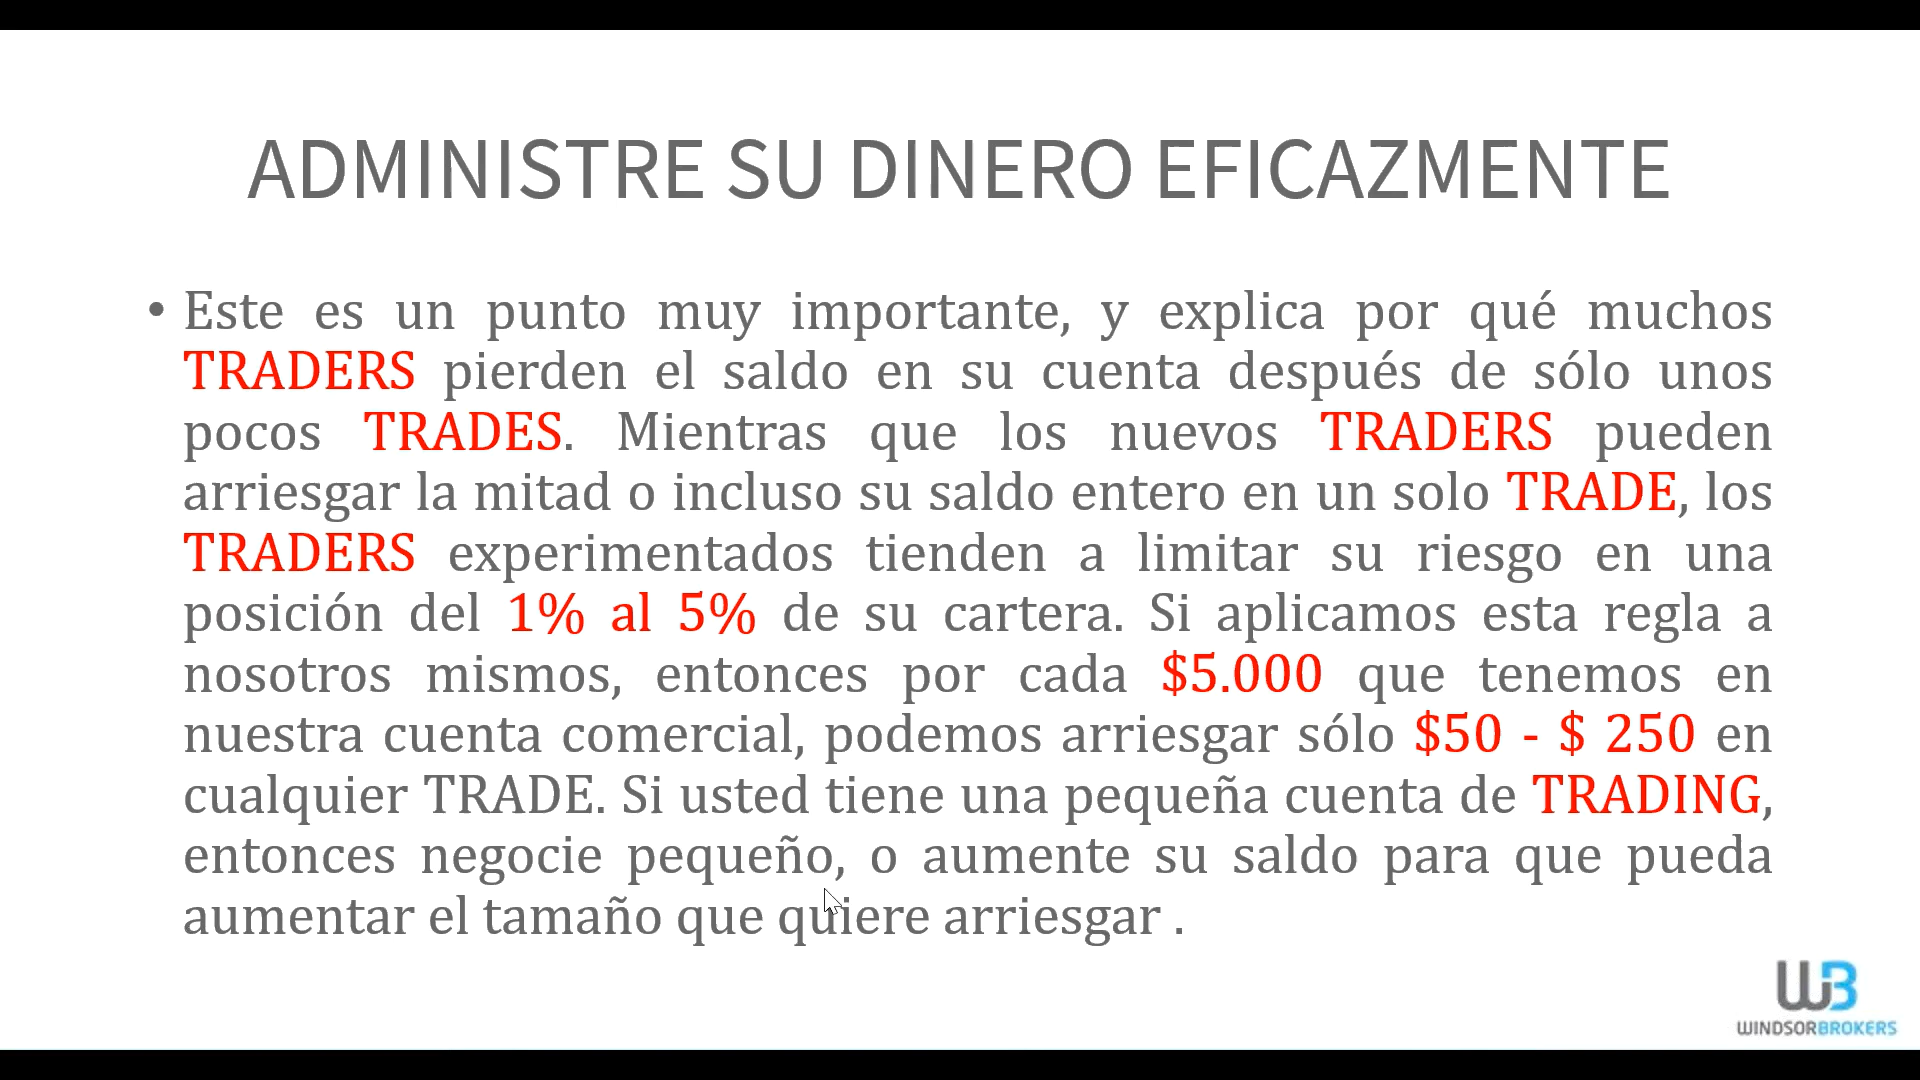 ADMINISTRE SU DINERO EFICAZMENTE
• Este es un punto muy importante, y explica por qué muchos
TRADERS pierden el saldo en su cuenta después de sólo unos
pocos TRADES. Mientras que los nuevos TRADERS pueden
arriesgar la mitad o incluso su saldo entero en un solo TRADE, los
TRADERS experimentados tienden a limitar su riesgo en una
posición del 1% al 5% de su cartera. Si aplicamos esta regla a
nosotros mismos, entonces por cada $5.000 que tenemos en
nuestra cuenta comercial, podemos arriesgar sólo $50 - $ 250 en
cualquier TRADE. Si usted tiene una pequeña cuenta de TRADING,
entonces negocie pequeño, o aumente su saldo para que pueda
aumentar el tamaño que quiere arriesgar .
WB
WINDSORBROKERS